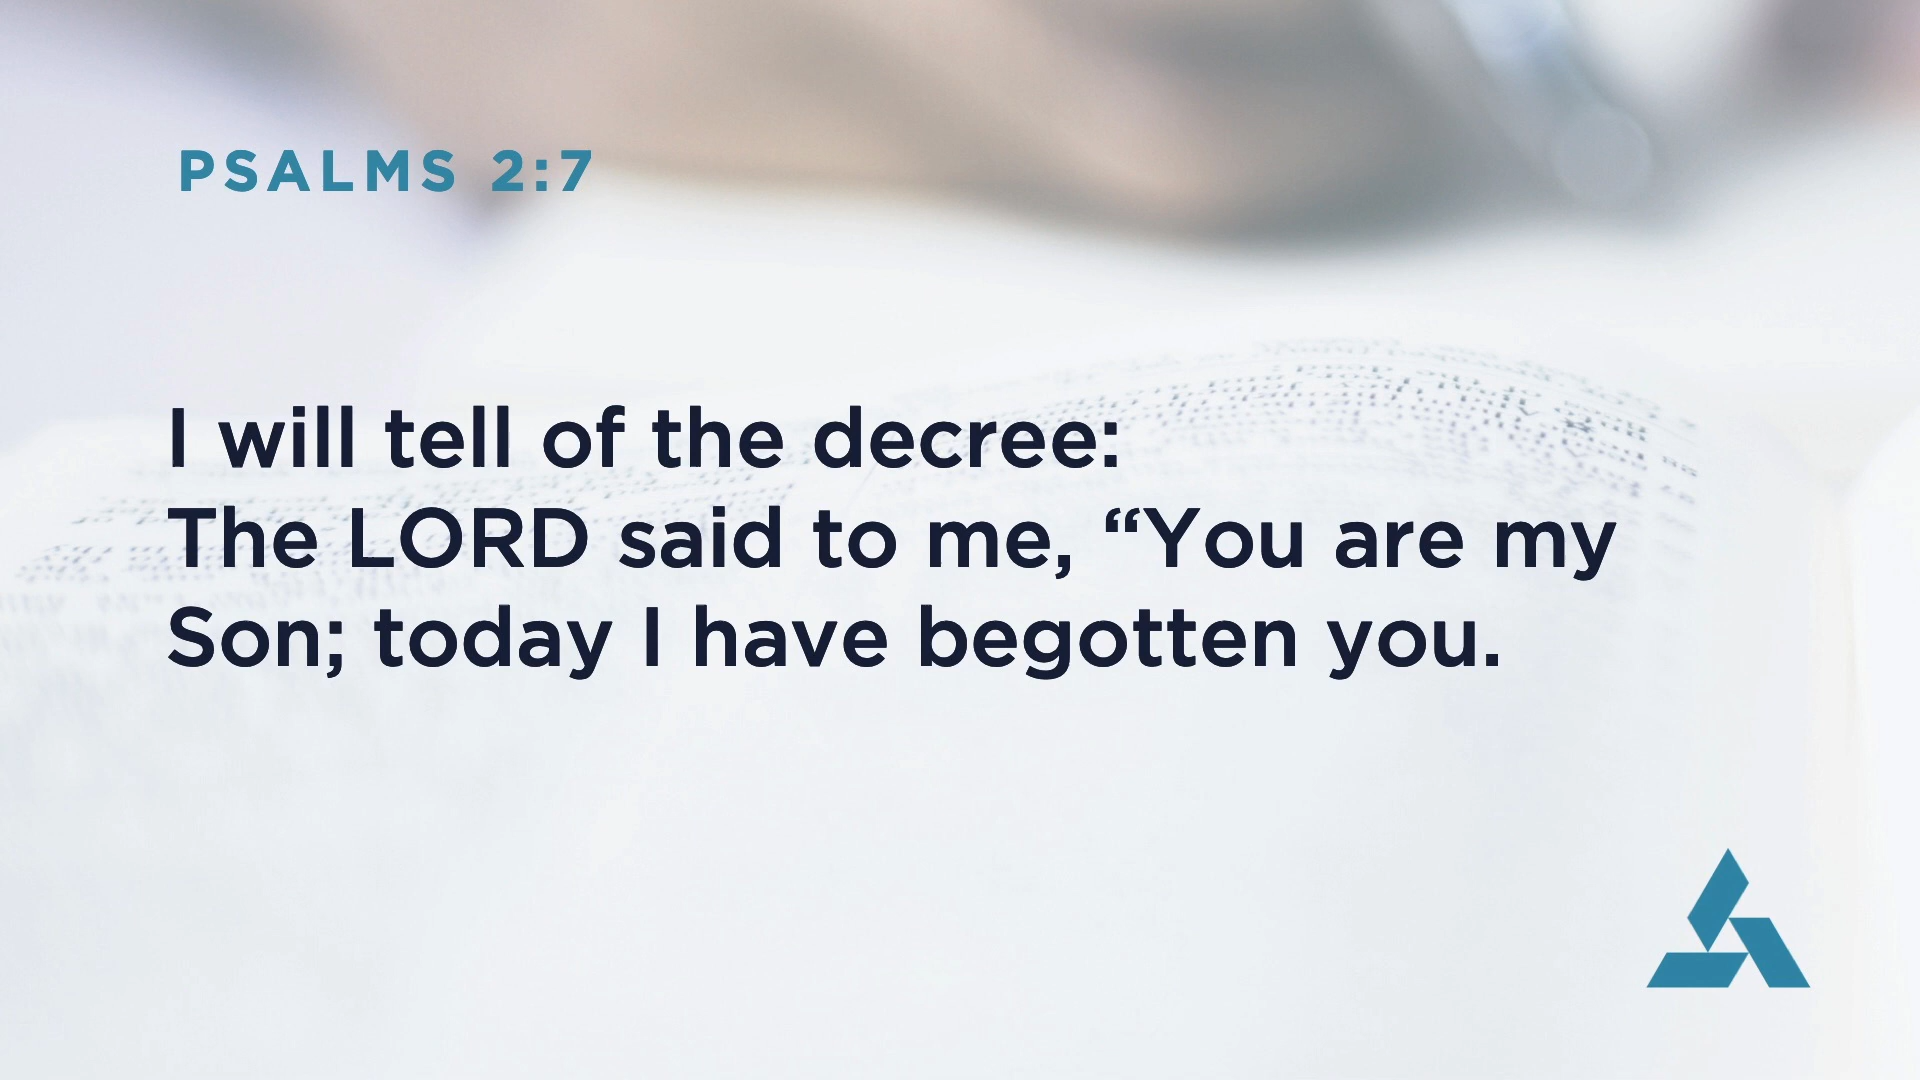 PSALMS 2:7
I will tell of the decree:
The LORD said to me, “You are my
Son; today I have begotten you.